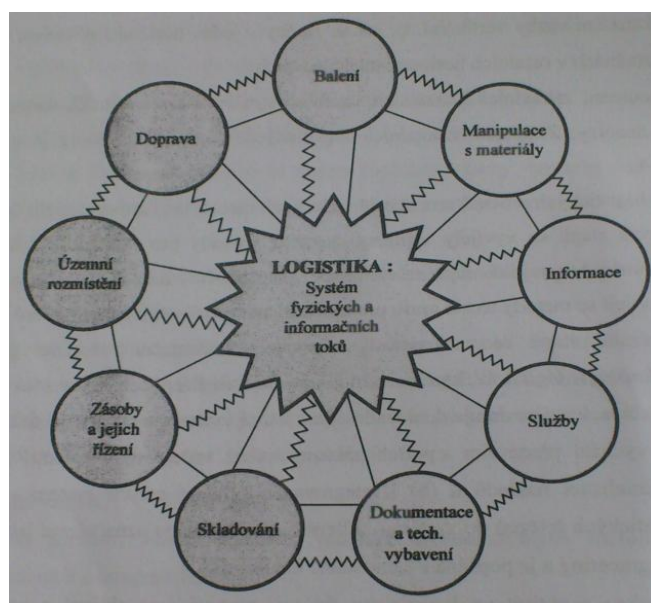 Balení
Manipulace
s materiály
Informace
Služby
Dokumentace
a tech.
vybavení
Skladování
Zásoby
a jejich
řízení
Územní
rozmístění
Doprava
LOGISTIKA :
Systém
fyzických a
informačních
toků